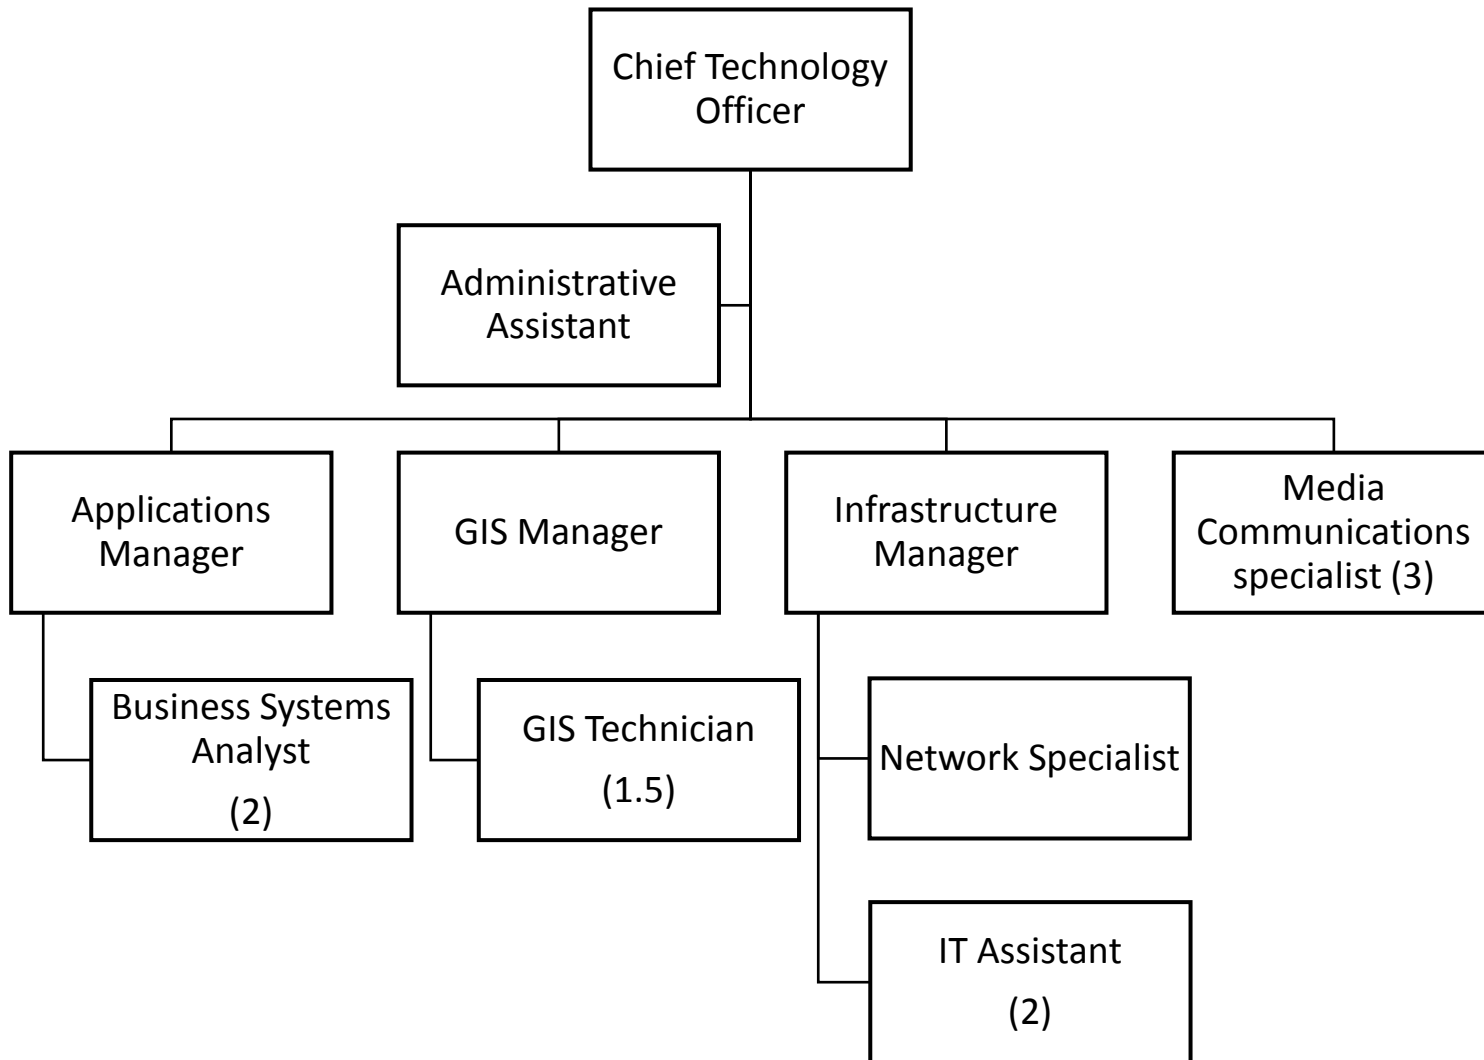 Chief Technology
Officer
Administrative
Assistant
Applications
Manager
GIS Manager
Infrastructure
Manager
Media
Communications
specialist (3)
Business Systems
Analyst
(2)
GIS Technician
(1.5)
Network Specialist
IT Assistant
(2)